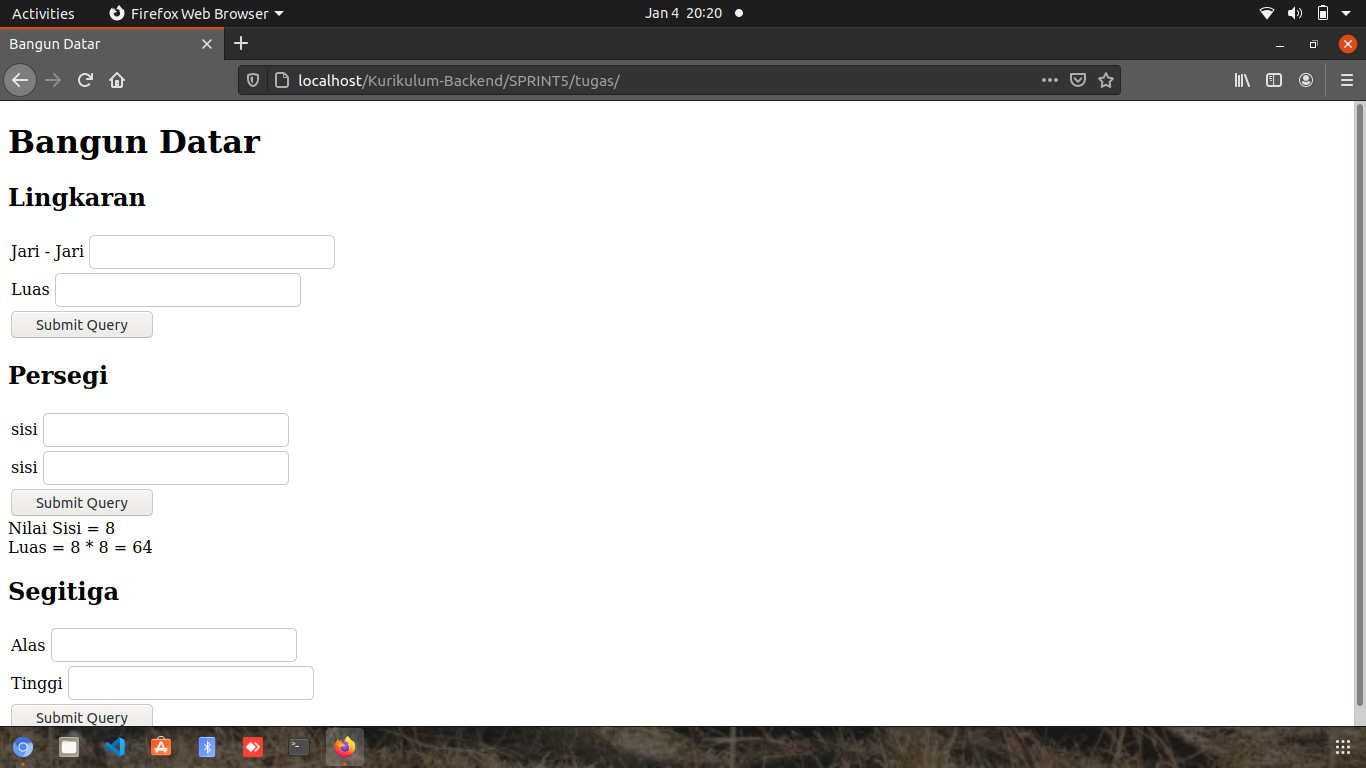 Activities Firefox Web Browser Jan 4 20:20
Bangun Datar
localhost/Kurikulum-Backend/SPRINT5/tugas/
Bangun Datar
Lingkaran
Jari - Jari
Luas
Submit Query
Persegi
sisi
sisi
Submit Query
Nilai Sisi = 8
Luas = 8 * 8 = 64
Segitiga
Alas
Tinggi
Submit Query